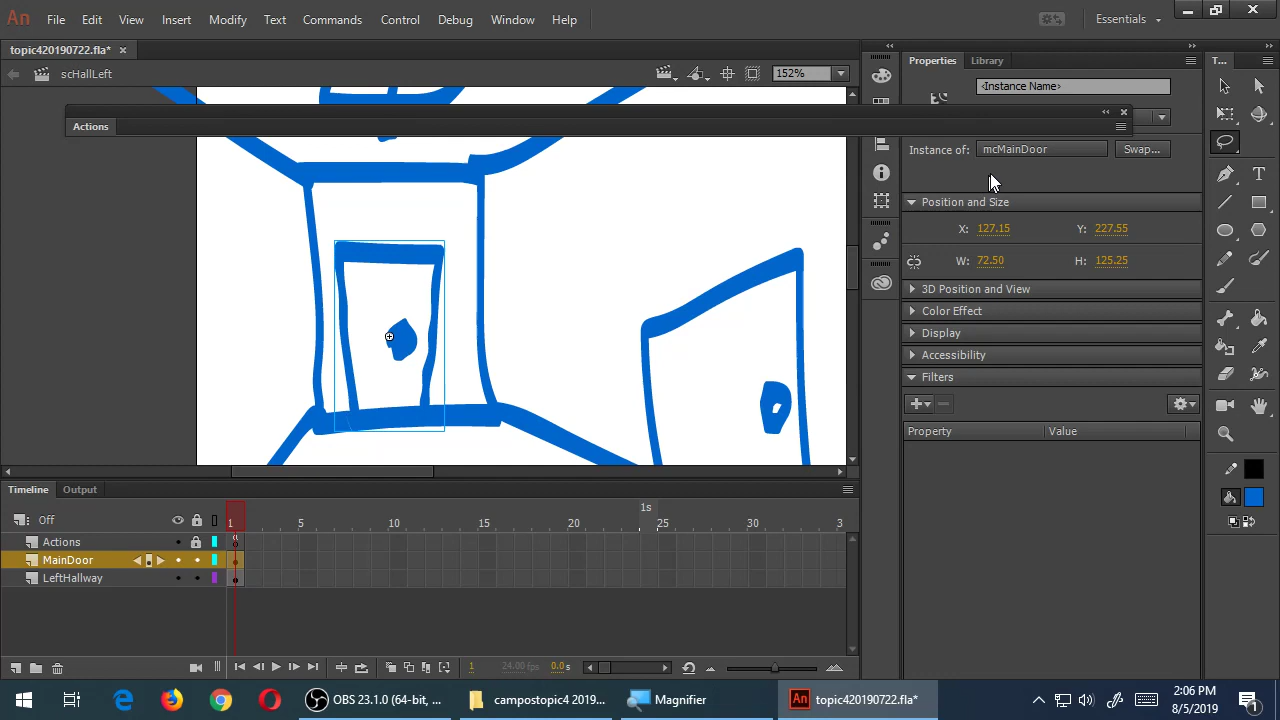 An File Edit View Insert Modify Text Commands Control Debug Window Help Essentials
topic420190722.fla* ×
scHallLeft 152%
Properties Library T...
<Instance Name>
Actions
Instance of: mcMainDoor Swap...
Position and Size
X: 127.15 Y: 227.55
W: 72.50 H: 125.25
3D Position and View
Color Effect
Display
Accessibility
Filters
Property Value
Timeline Output
1s
Off 1 5 10 15 20 25 30 3
Actions
MainDoor
LeftHallway
1 24.00 fps 0.0 s
OBS 23.1.0 (64-bit, ... campostopic4 2019... Magnifier An topic420190722.fla*
2:06 PM
8/5/2019
1